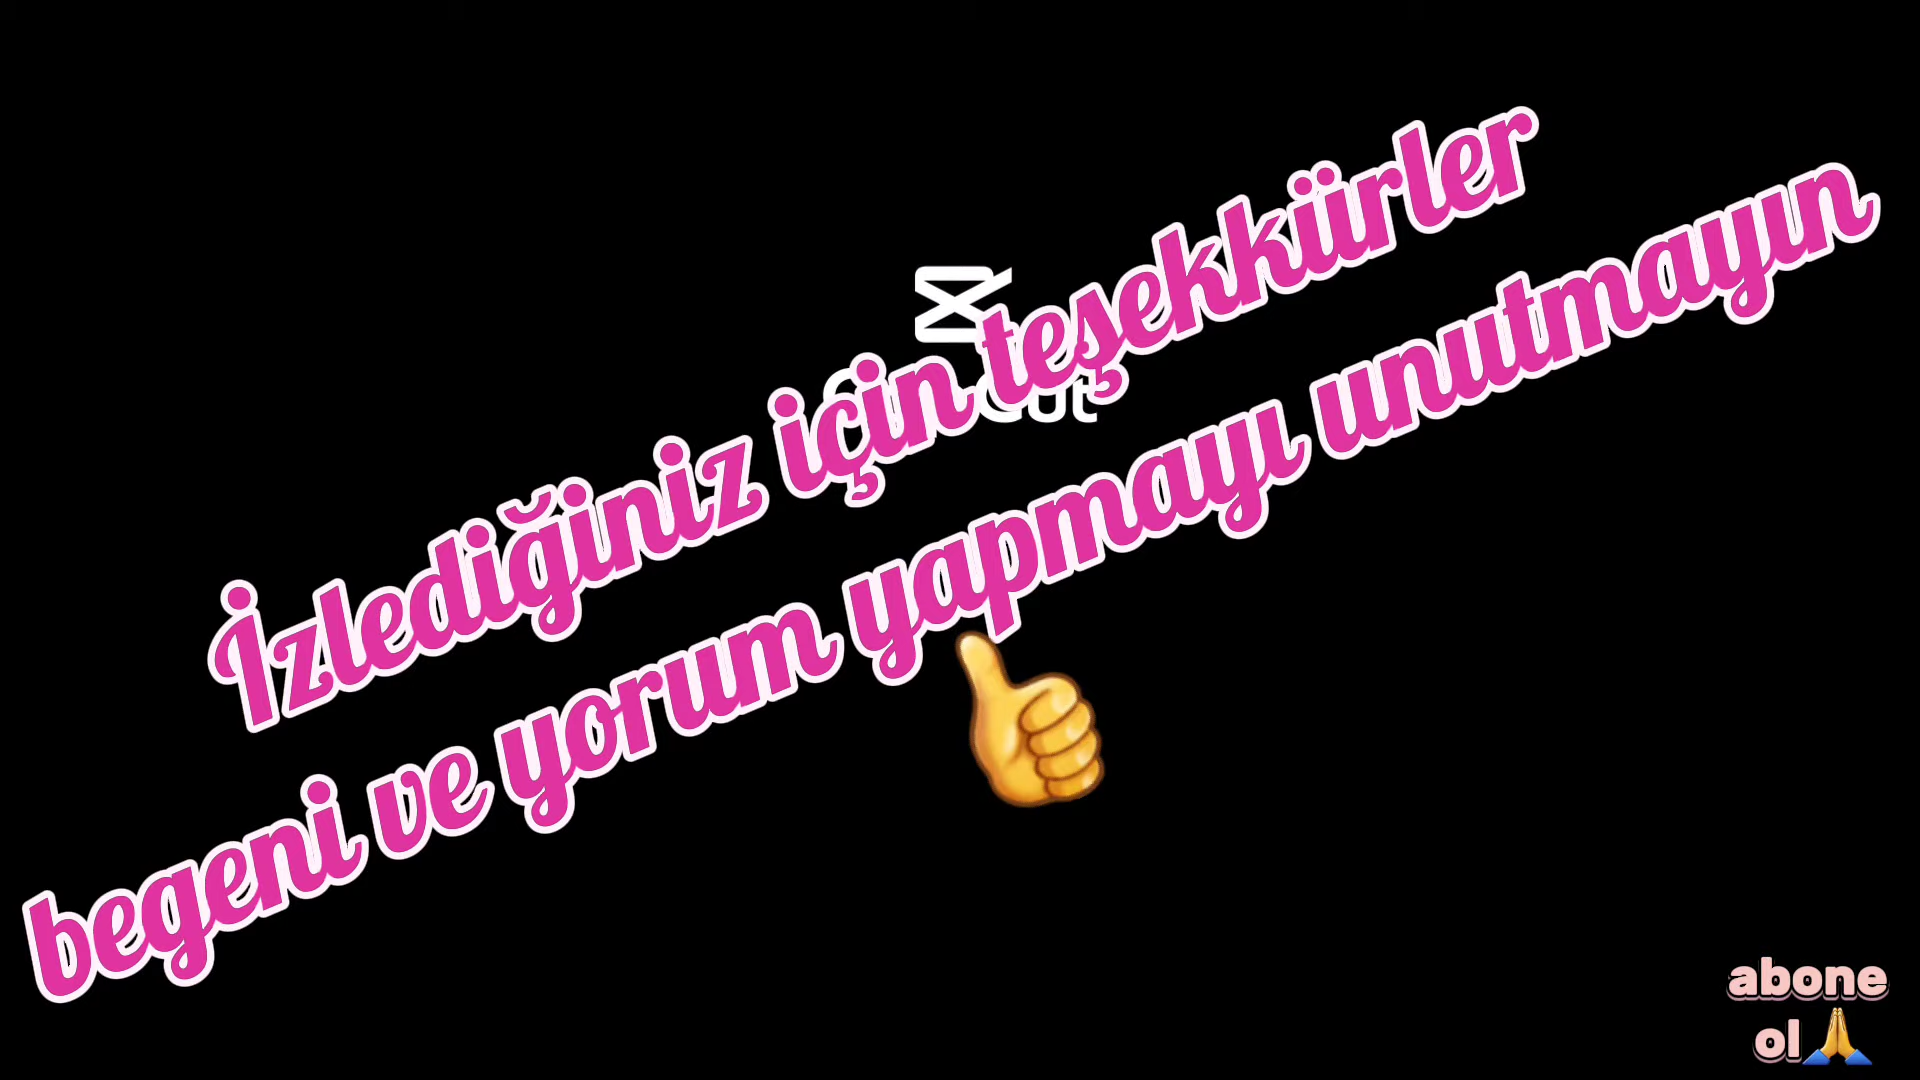 İzlediğiniz için teşekkürler
begeni ve yorum yapmayı unutmayın
abone
ol